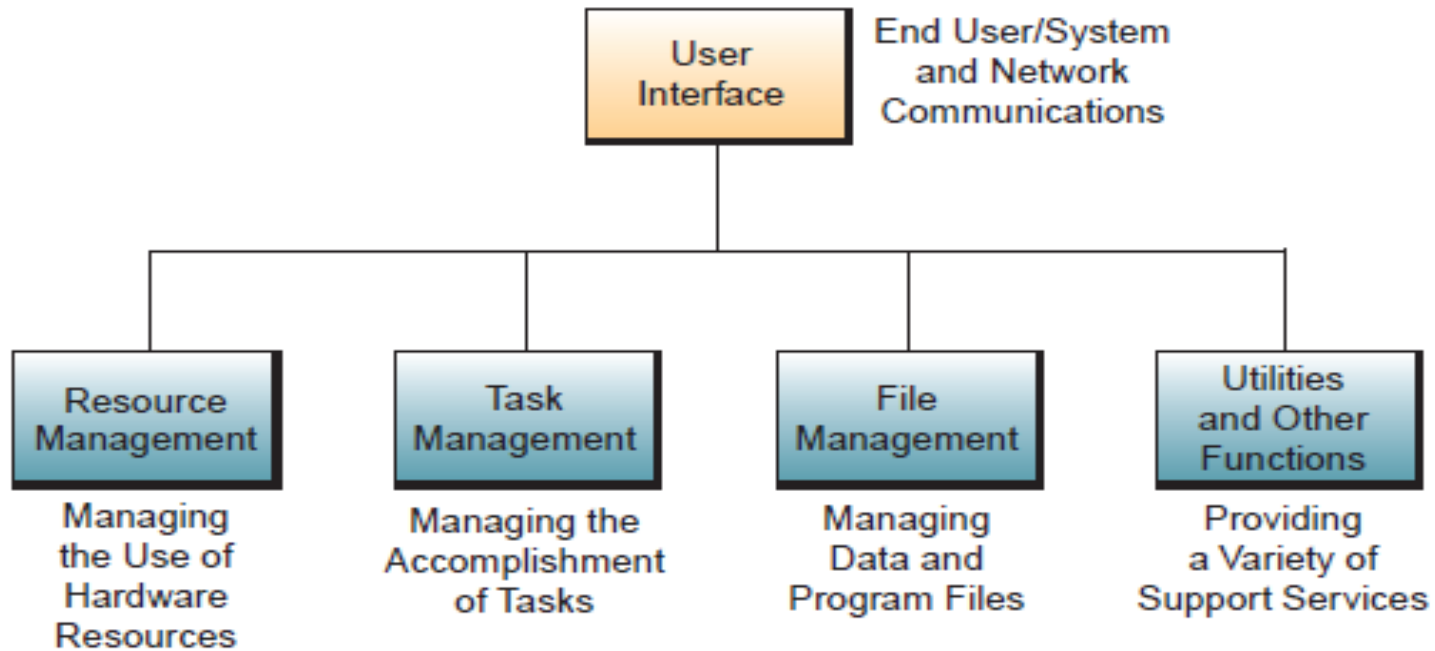 User
Interface
End User/System
and Network
Communications
Resource
Management
Managing
the Use of
Hardware
Resources
Task
Management
Managing the
Accomplishment
of Tasks
File
Management
Managing
Data and
Program Files
Utilities
and Other
Functions
Providing
a Variety of
Support Services